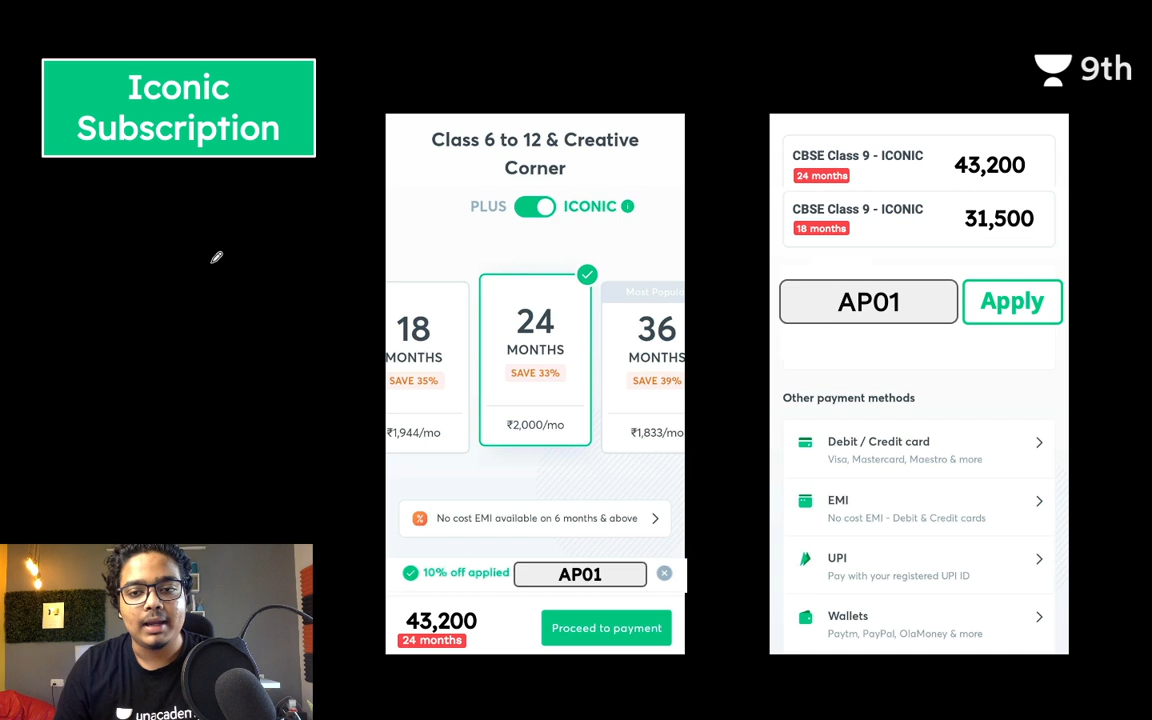 Iconic
Subscription
9th
Class 6 to 12 & Creative
Corner
PLUS ICONIC
18
MONTHS
SAVE 35%
₹1,944/mo
24
MONTHS
SAVE 33%
₹2,000/mo
Most Popula
36
MONTHS
SAVE 39%
₹1,833/mo
No cost EMI available on 6 months & above
10% off applied AP01
43,200
24 months
Proceed to payment
CBSE Class 9 - ICONIC
24 months
43,200
CBSE Class 9 - ICONIC
18 months
31,500
AP01 Apply
Other payment methods
Debit / Credit card
Visa, Mastercard, Maestro & more
EMI
No cost EMI - Debit & Credit cards
UPI
Pay with your registered UPI ID
Wallets
Paytm, PayPal, OlaMoney & more
unacadem